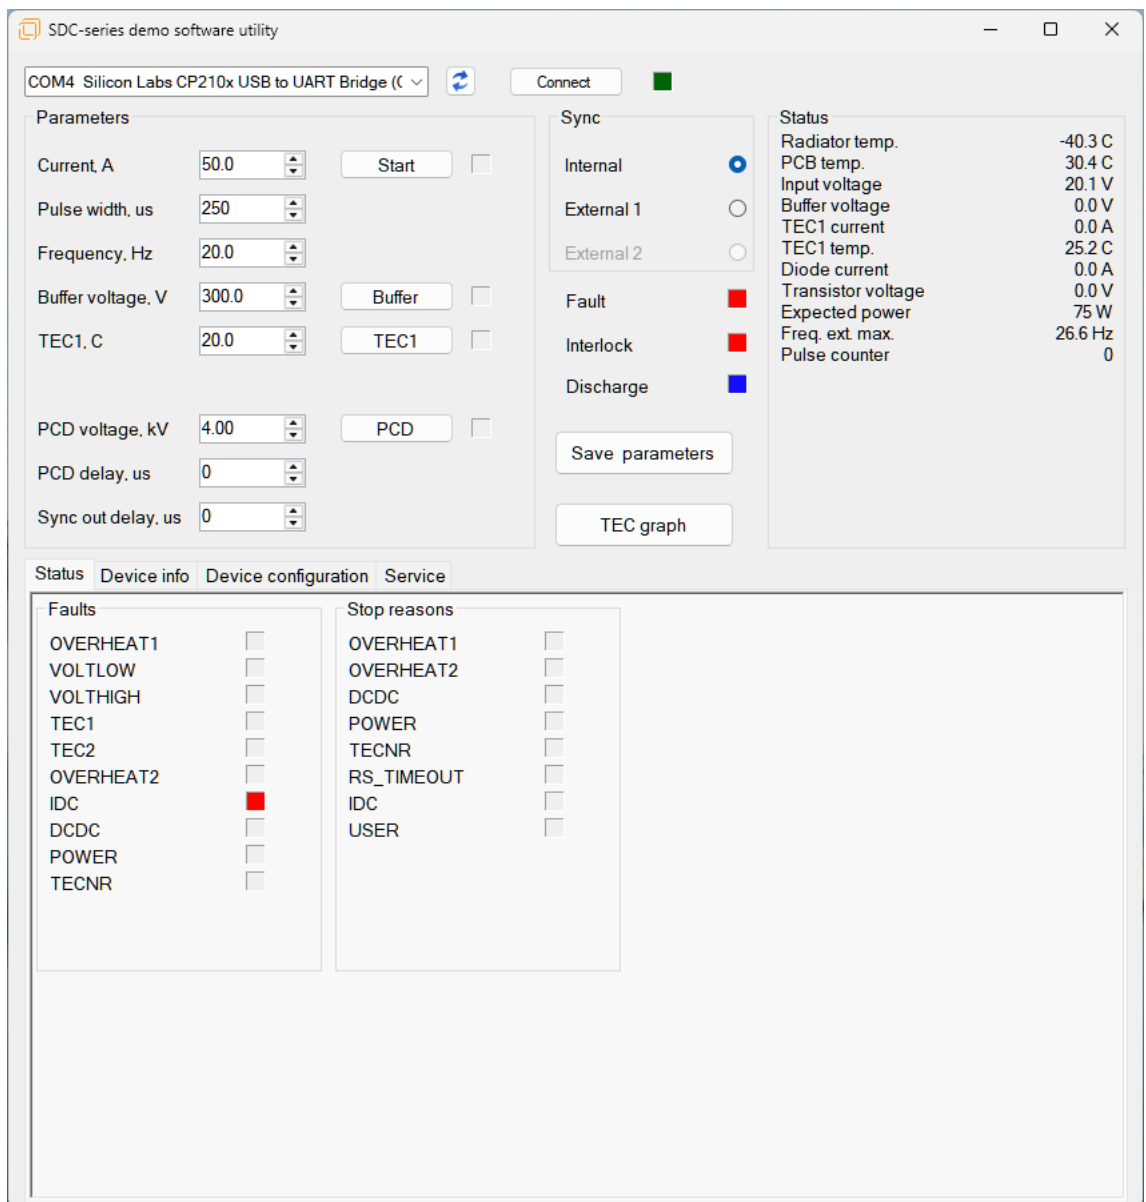 SDC-series demo software utility
COM4 Silicon Labs CP210x USB to UART Bridge (C
Connect
Parameters
Current, A 50.0 Start
Pulse width, us 250
Frequency, Hz 20.0
Buffer voltage, V 300.0 Buffer
TEC1, C 20.0 TEC1
PCD voltage, kV 4.00 PCD
PCD delay, us 0
Sync out delay, us 0
Sync
Internal
External 1
External 2
Fault
Interlock
Discharge
Save parameters
TEC graph
Status
Radiator temp. -40.3 C
PCB temp. 30.4 C
Input voltage 20.1 V
Buffer voltage 0.0 V
TEC1 current 0.0 A
TEC1 temp. 25.2 C
Diode current 0.0 A
Transistor voltage 0.0 V
Expected power 75 W
Freq. ext. max. 26.6 Hz
Pulse counter 0
Status Device info Device configuration Service
Faults
OVERHEAT1
VOLTLOW
VOLTHIGH
TEC1
TEC2
OVERHEAT2
IDC
DCDC
POWER
TECNR
Stop reasons
OVERHEAT1
OVERHEAT2
DCDC
POWER
TECNR
RS_TIMEOUT
IDC
USER